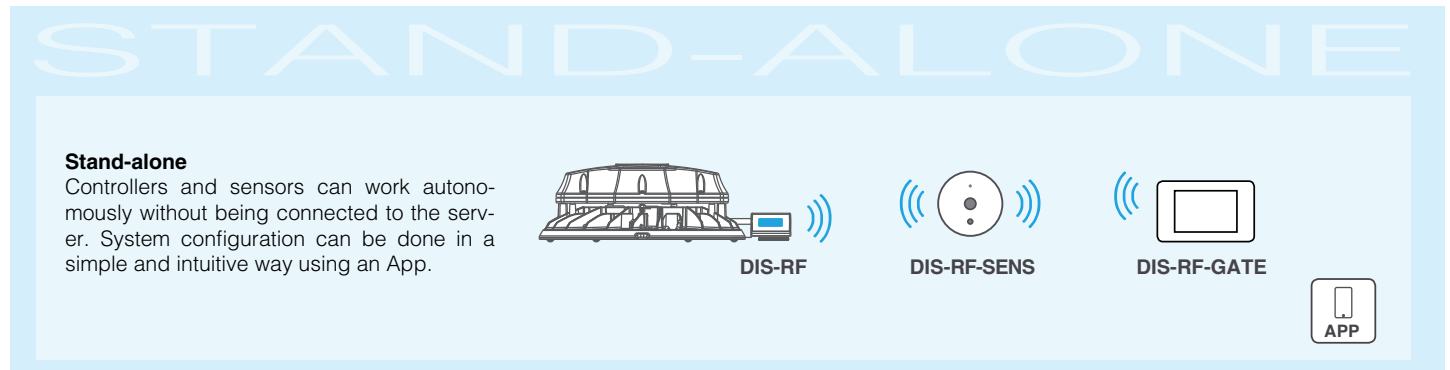 STAND-ALONE
Stand-alone
Controllers and sensors can work autono-
mously without being connected to the serv-
er. System configuration can be done in a
simple and intuitive way using an App.
DIS-RF
DIS-RF-SENS
DIS-RF-GATE
APP